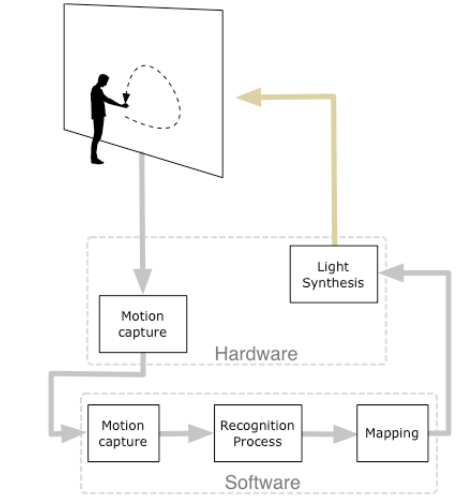 Light
Synthesis
Motion
capture
Hardware
Motion
capture
Recognition
Process
Mapping
Software